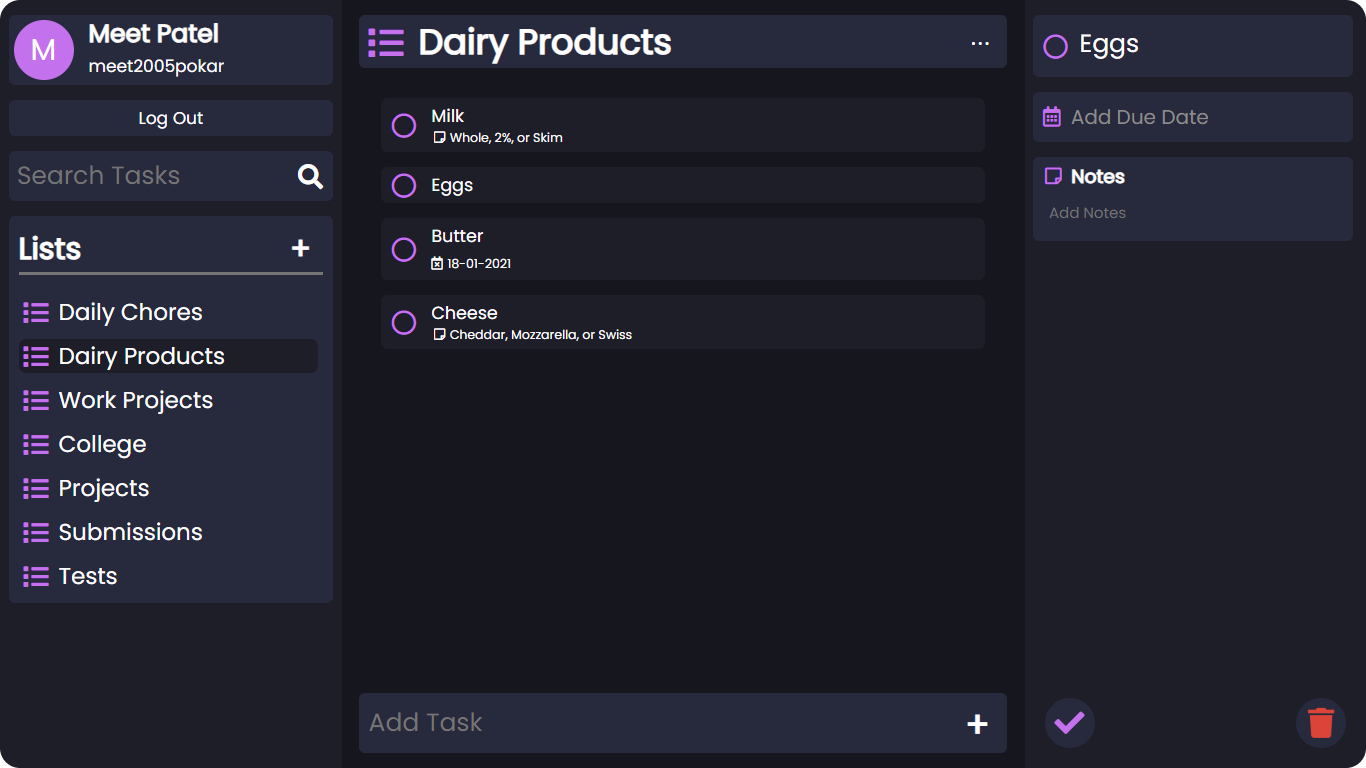 M
Meet Patel
meet2005pokar
Log Out
Search Tasks
Lists
+
Daily Chores
Dairy Products
Work Projects
College
Projects
Submissions
Tests
Dairy Products
...
Milk
Whole, 2%, or Skim
Eggs
Butter
18-01-2021
Cheese
Cheddar, Mozzarella, or Swiss
Add Task
+
Eggs
Add Due Date
Notes
Add Notes